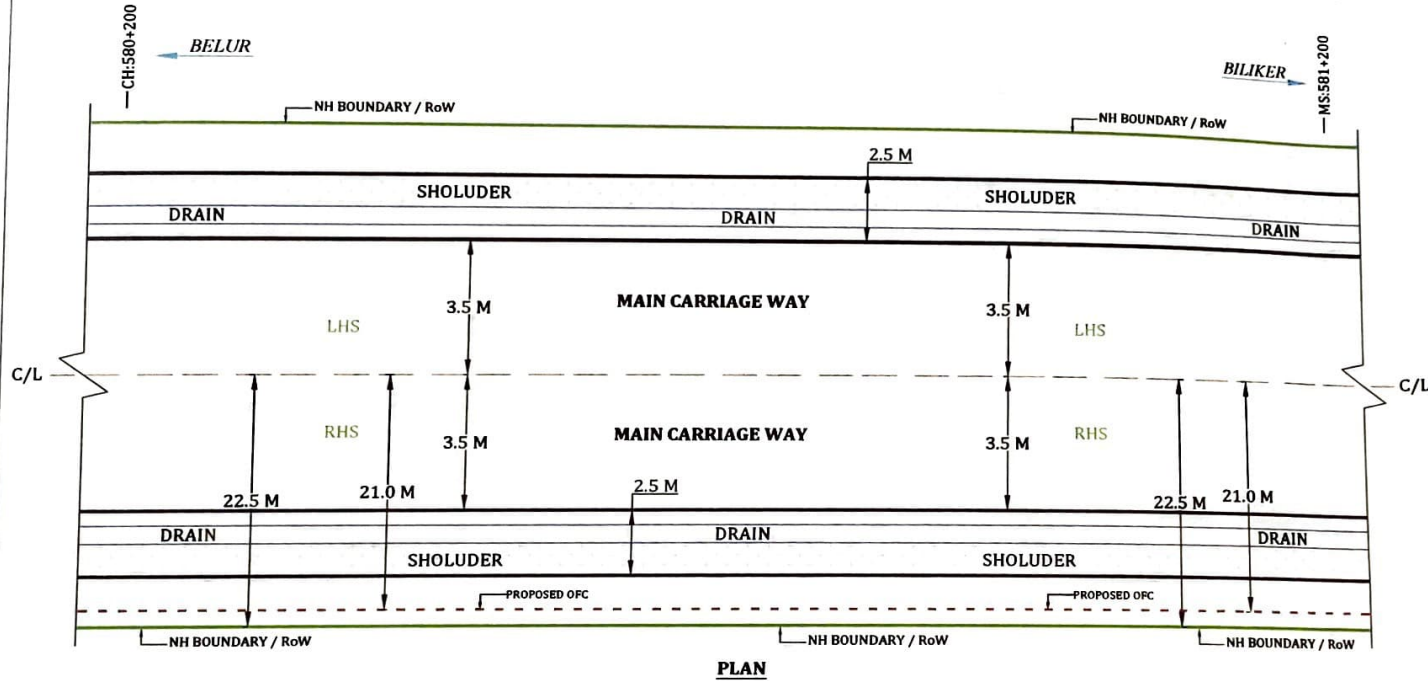 CH:580+200
BELUR
BILIKER
MS:581+200
NH BOUNDARY / RoW
NH BOUNDARY / RoW
2.5 M
SHOLUDER
SHOLUDER
DRAIN
DRAIN
DRAIN
3.5 M
MAIN CARRIAGE WAY
3.5 M
LHS
LHS
C/L
C/L
RHS
3.5 M
MAIN CARRIAGE WAY
3.5 M
RHS
22.5 M
21.0 M
2.5 M
22.5 M
21.0 M
DRAIN
DRAIN
DRAIN
SHOLUDER
SHOLUDER
PROPOSED OFC
PROPOSED OFC
NH BOUNDARY / RoW
NH BOUNDARY / RoW
NH BOUNDARY / RoW
PLAN